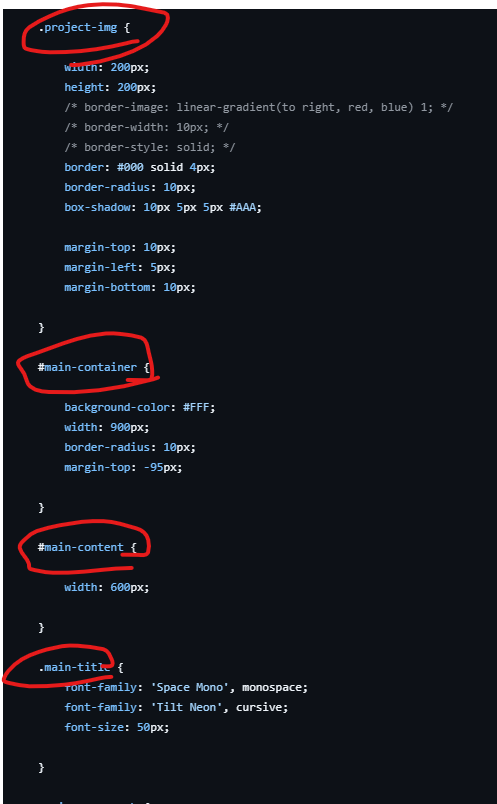 .project-img {
width: 200px;
height: 200px;
/* border-image: linear-gradient(to right, red, blue) 1; */
/* border-width: 10px; */
/* border-style: solid; */
border: #000 solid 4px;
border-radius: 10px;
box-shadow: 10px 5px 5px #AAA;
margin-top: 10px;
margin-left: 5px;
margin-bottom: 10px;
}
#main-container {
background-color: #FFF;
width: 900px;
border-radius: 10px;
margin-top: -95px;
}
#main-content {
width: 600px;
}
.main-title {
font-family: 'Space Mono', monospace;
font-family: 'Tilt Neon', cursive;
font-size: 50px;
}